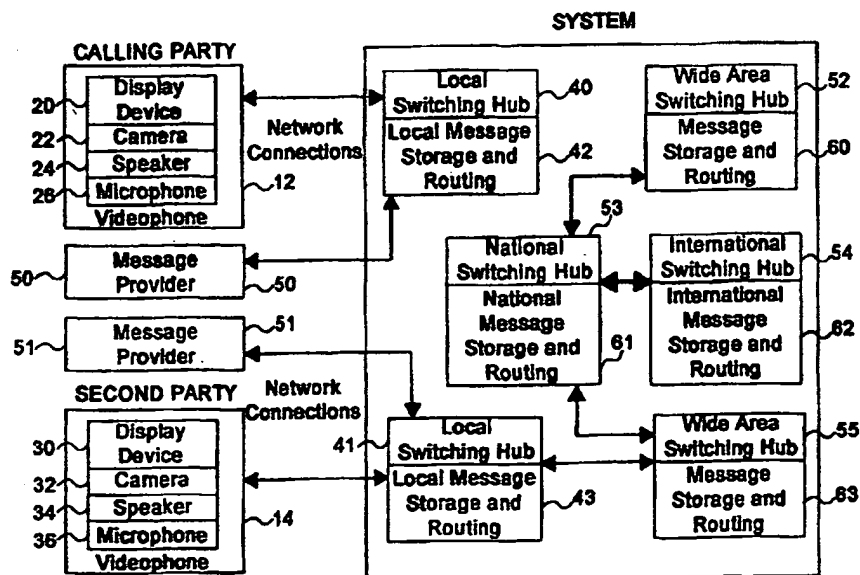 SYSTEM
CALLING PARTY
Display
Device
Camera
Speaker
Microphone
Videophone
20
22
24
26
12
Network
Connections
Local
Switching Hub
Local Message
Storage and
Routing
40
42
Wide Area
Switching Hub
Message
Storage and
Routing
52
60
50
Message
Provider
50
51
Message
Provider
51
53
National
Switching Hub
National
Message
Storage and
Routing
61
International
Switching Hub
International
Message
Storage and
Routing
54
62
SECOND PARTY
Network
Connections
Display
Device
Camera
Speaker
Microphone
Videophone
30
32
34
36
14
41
Local
Switching Hub
Local Message
Storage and
Routing
43
Wide Area
Switching Hub
Message
Storage and
Routing
55
63